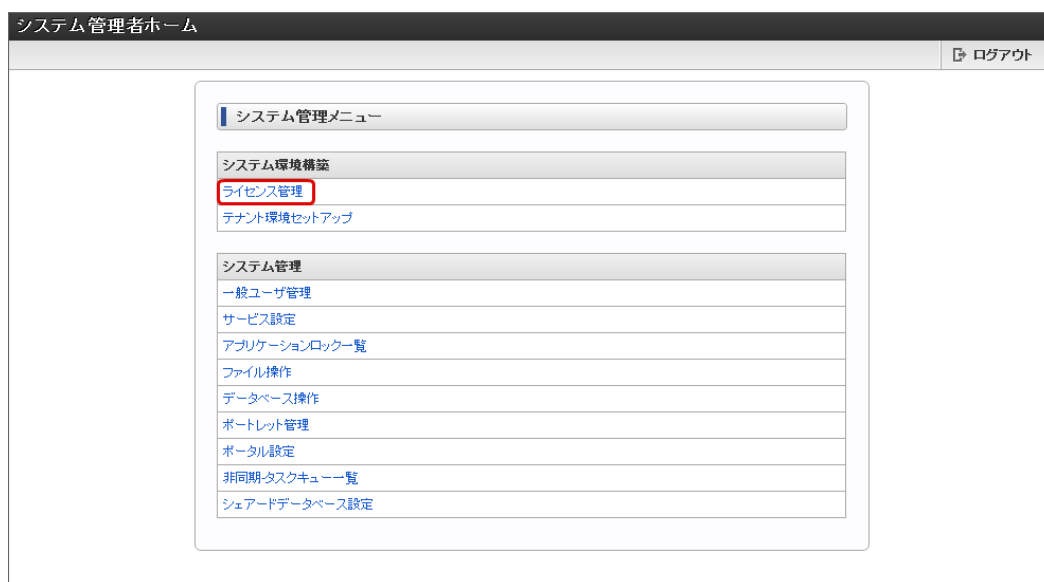 システム管理者ホーム
ログアウト
システム管理メニュー
システム環境構築
ライセンス管理
テナント環境セットアップ
システム管理
一般ユーザ管理
サービス設定
アプリケーションロック一覧
ファイル操作
データベース操作
ポートレット管理
ポータル設定
非同期-タスクキュー一覧
シェアードデータベース設定